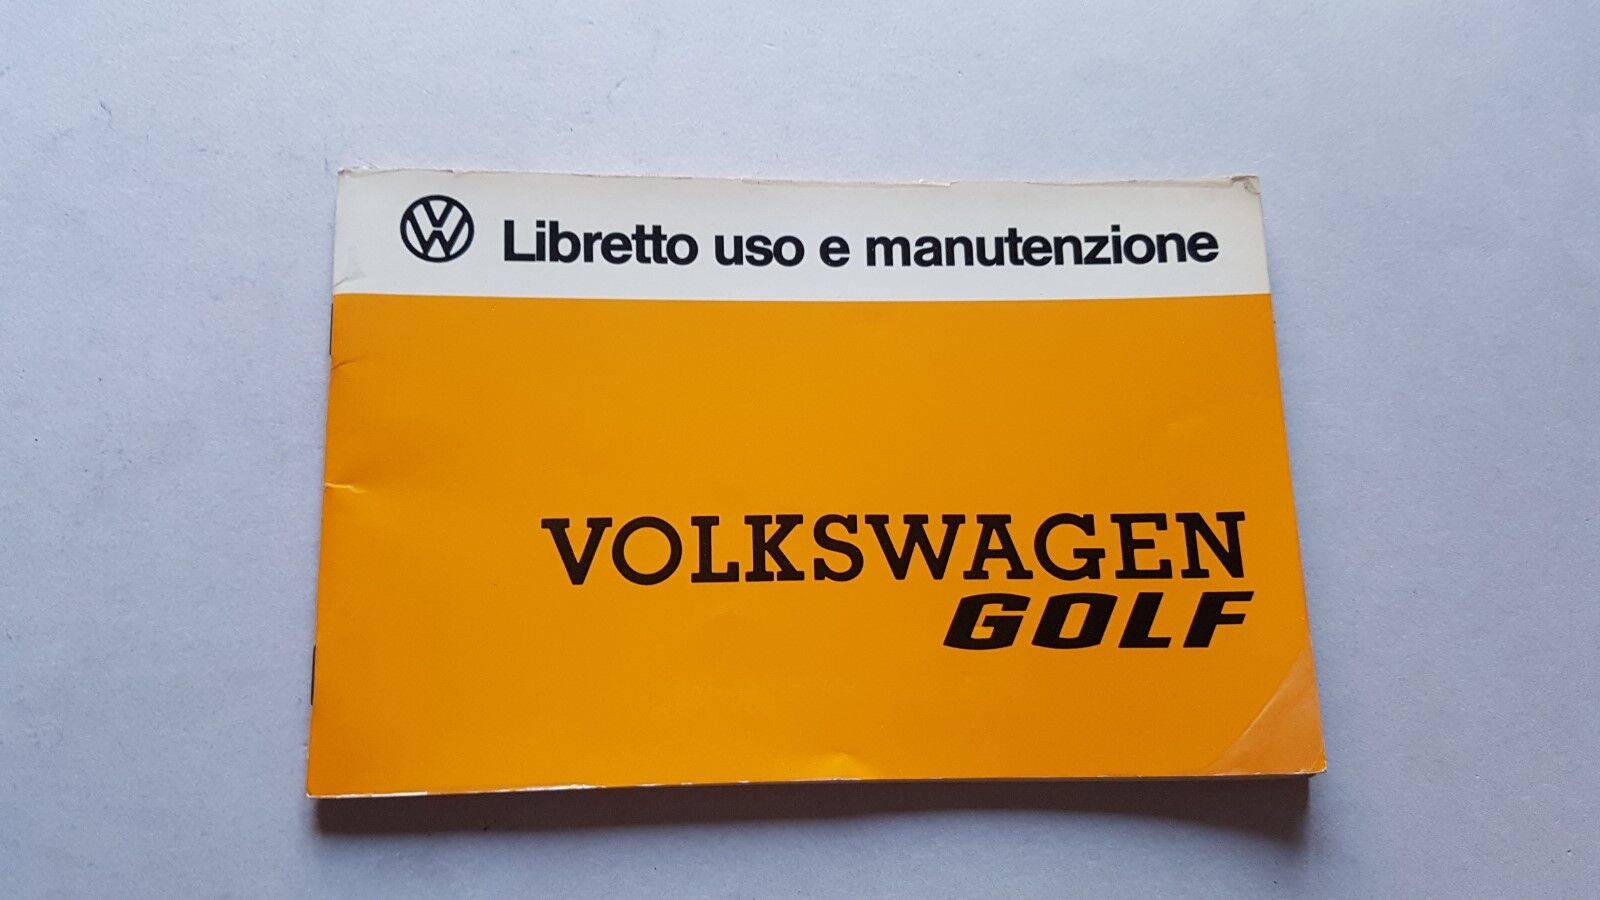 Libretto uso e manutenzione
VOLKSWAGEN
GOLF